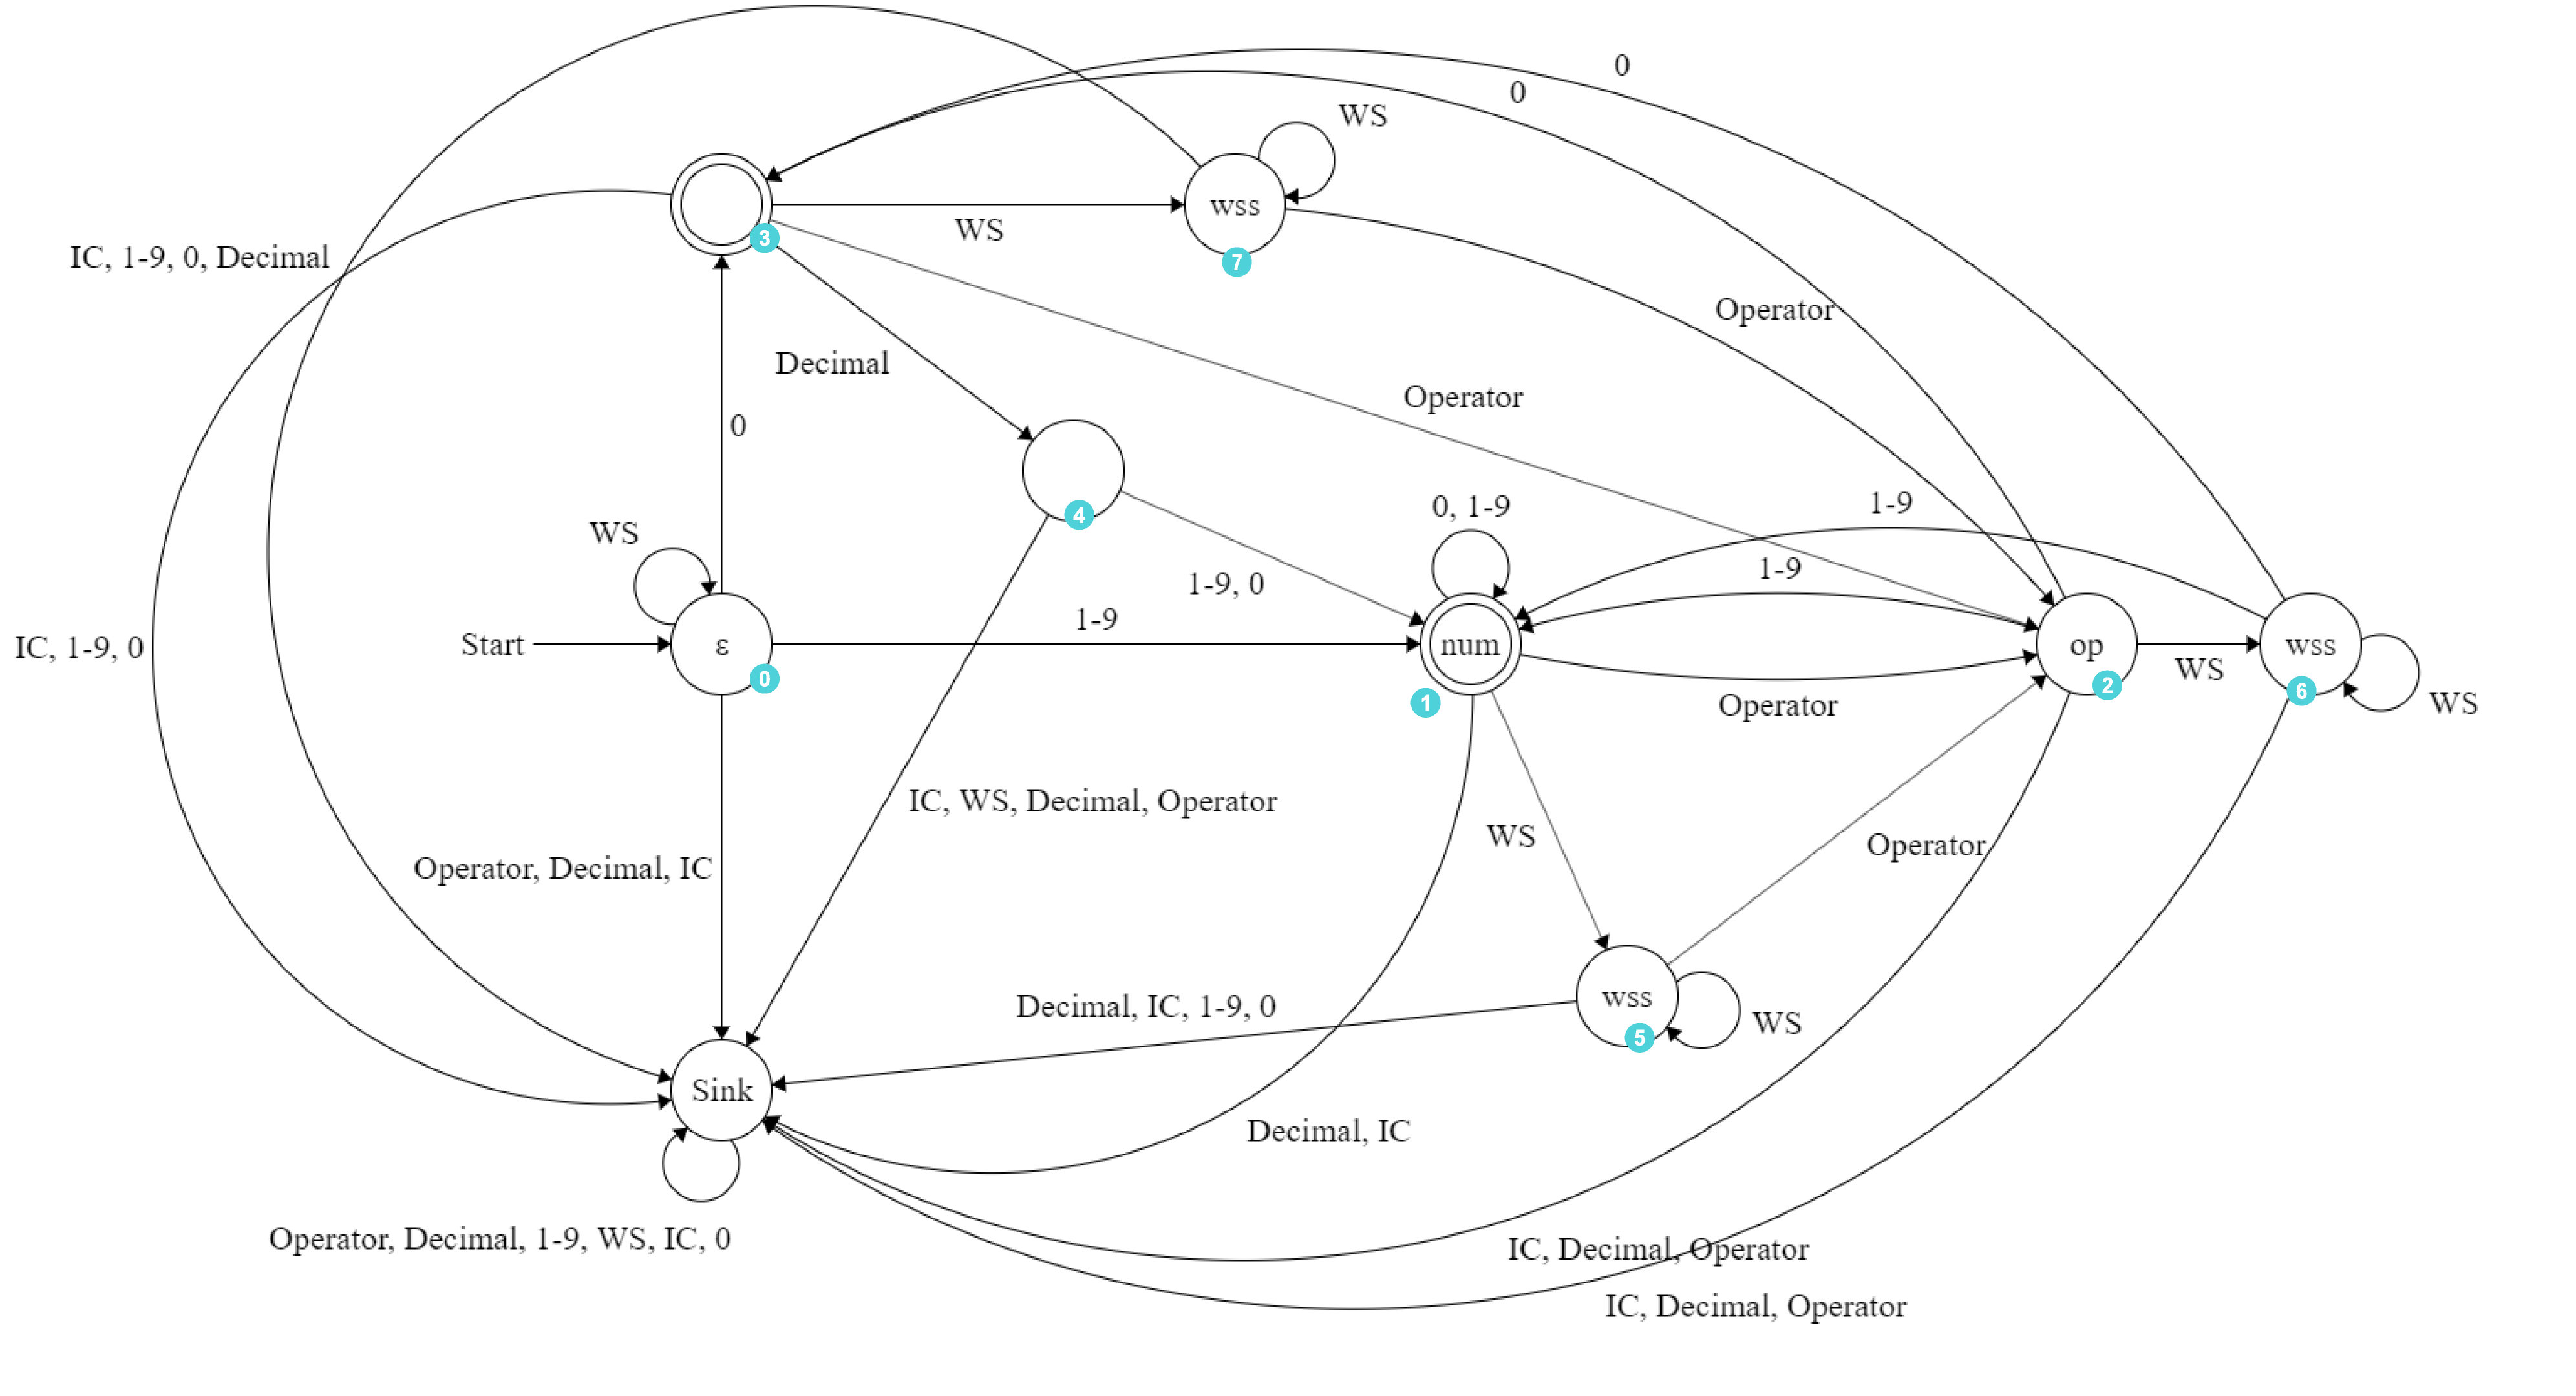 0
0
WS
wss
7
3
WS
IC, 1-9, 0, Decimal
Operator
Decimal
Operator
0
4
0, 1-9
1-9
WS
1-9
1-9, 0
1-9
Start
ε
0
num
1
Operator
op
2
WS
wss
6
WS
IC, 1-9, 0
IC, WS, Decimal, Operator
WS
Operator
Operator, Decimal, IC
Decimal, IC, 1-9, 0
wss
5
WS
Sink
Decimal, IC
Operator, Decimal, 1-9, WS, IC, 0
IC, Decimal, Operator
IC, Decimal, Operator